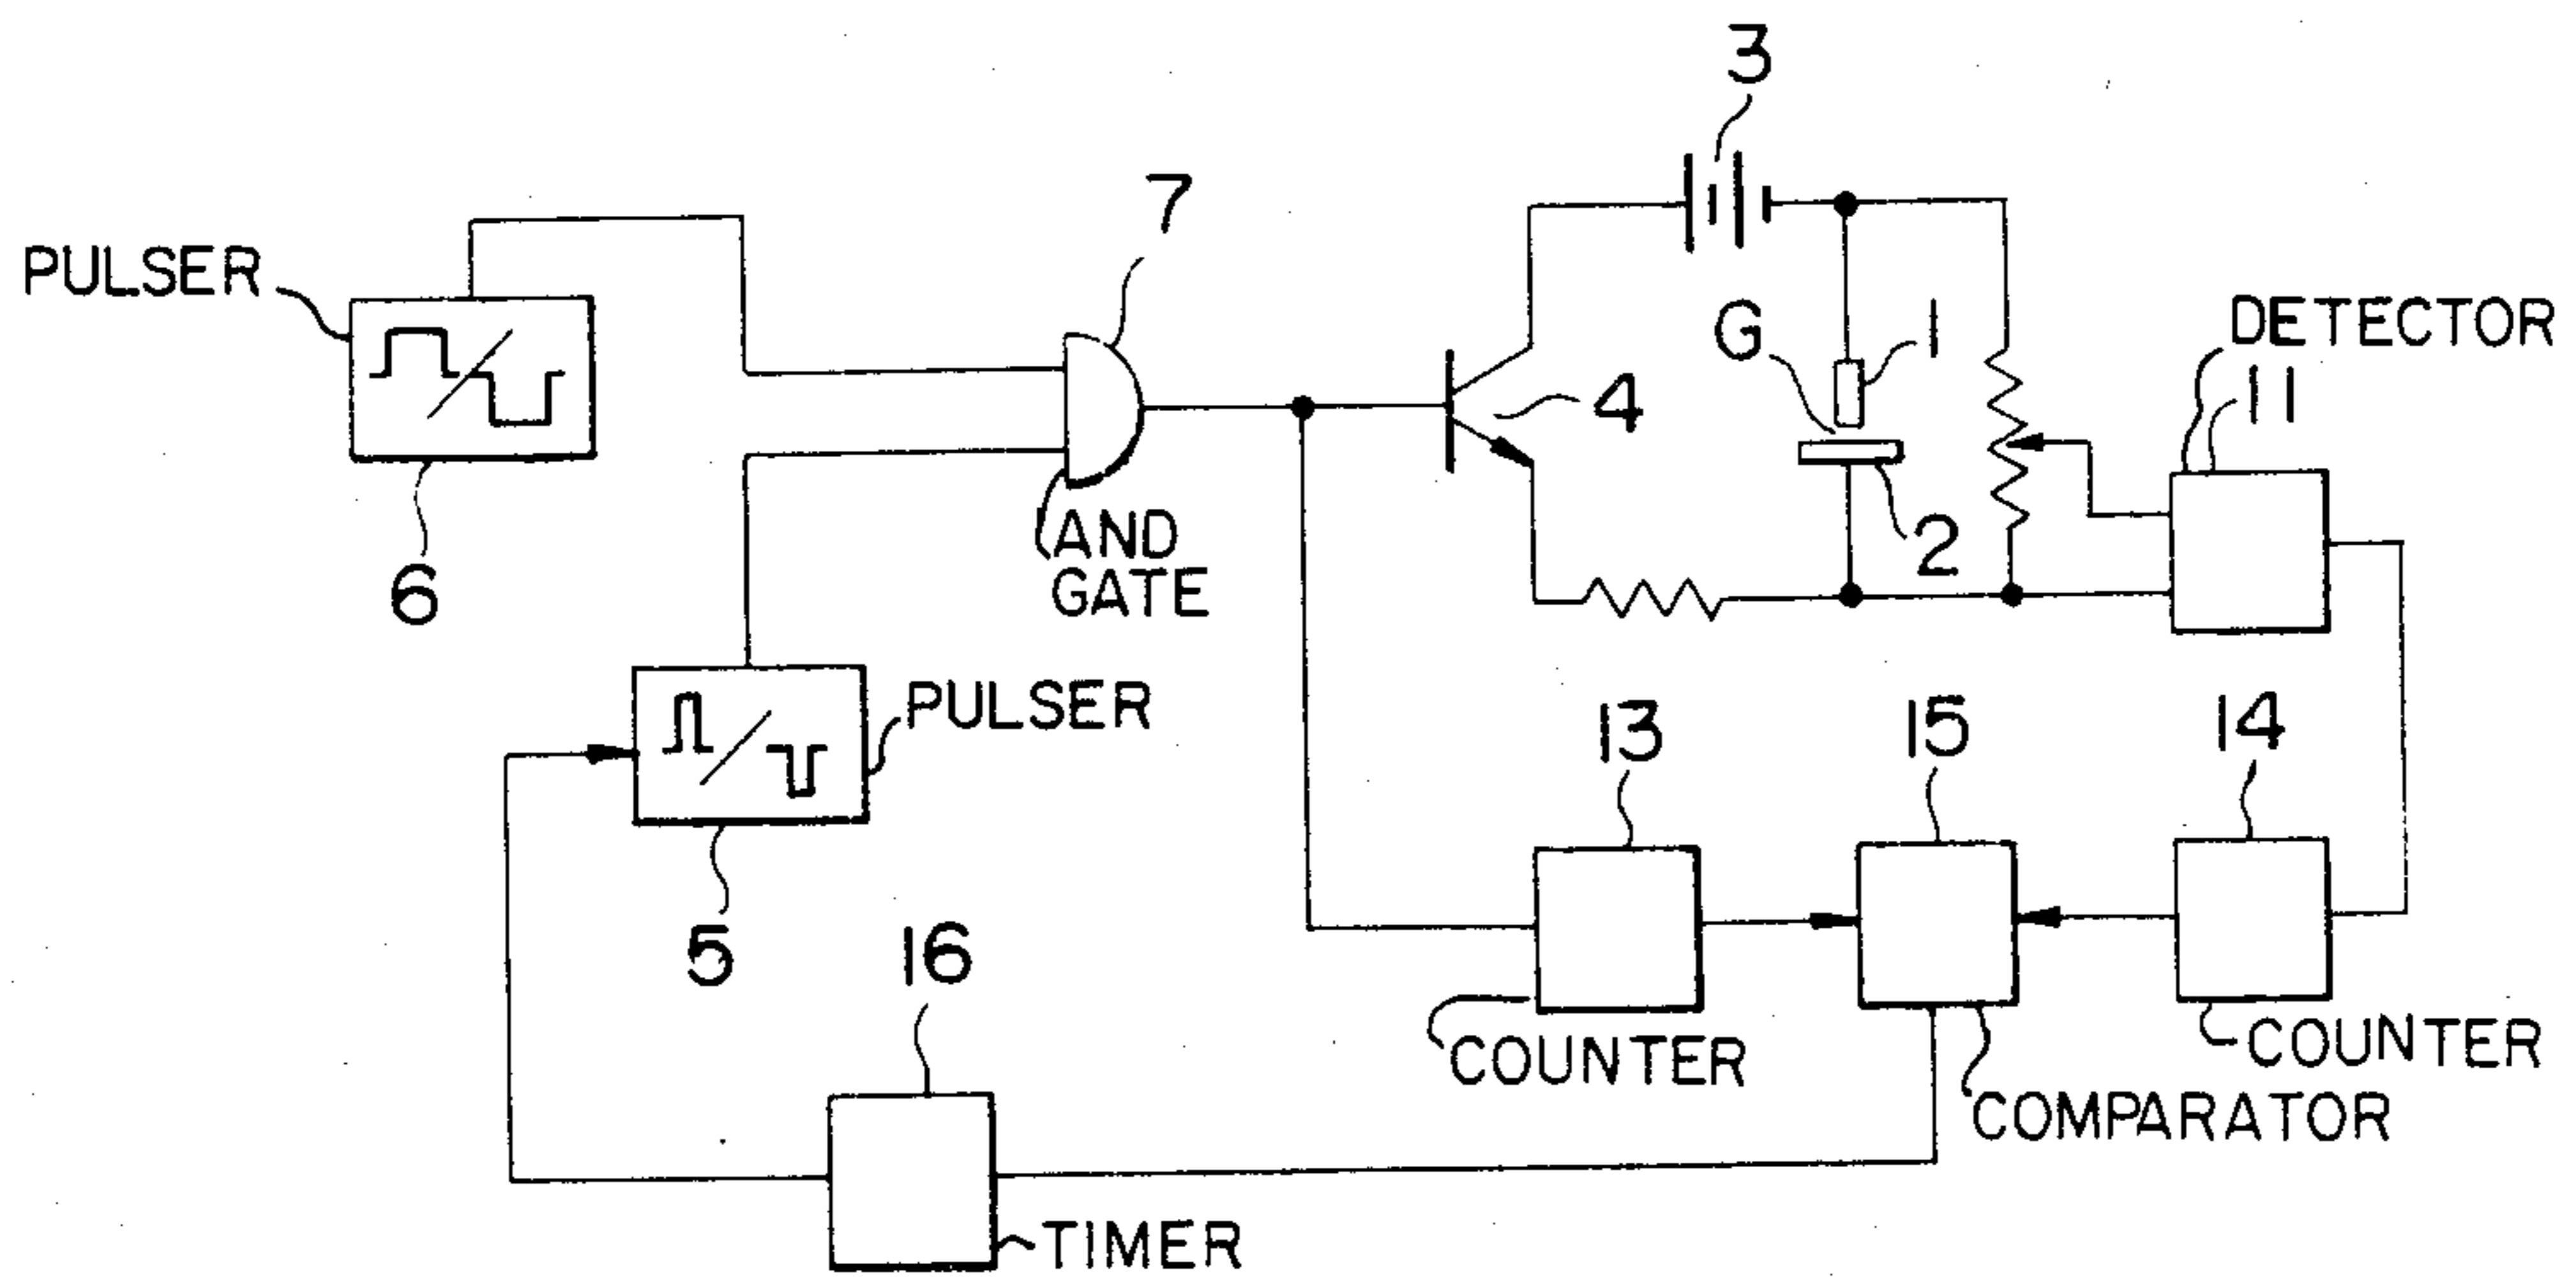 3
7
PULSER
G
1
DETECTOR
11
4
AND
GATE
2
6
PULSER
13
15
14
5
16
COUNTER
COUNTER
COMPARATOR
TIMER